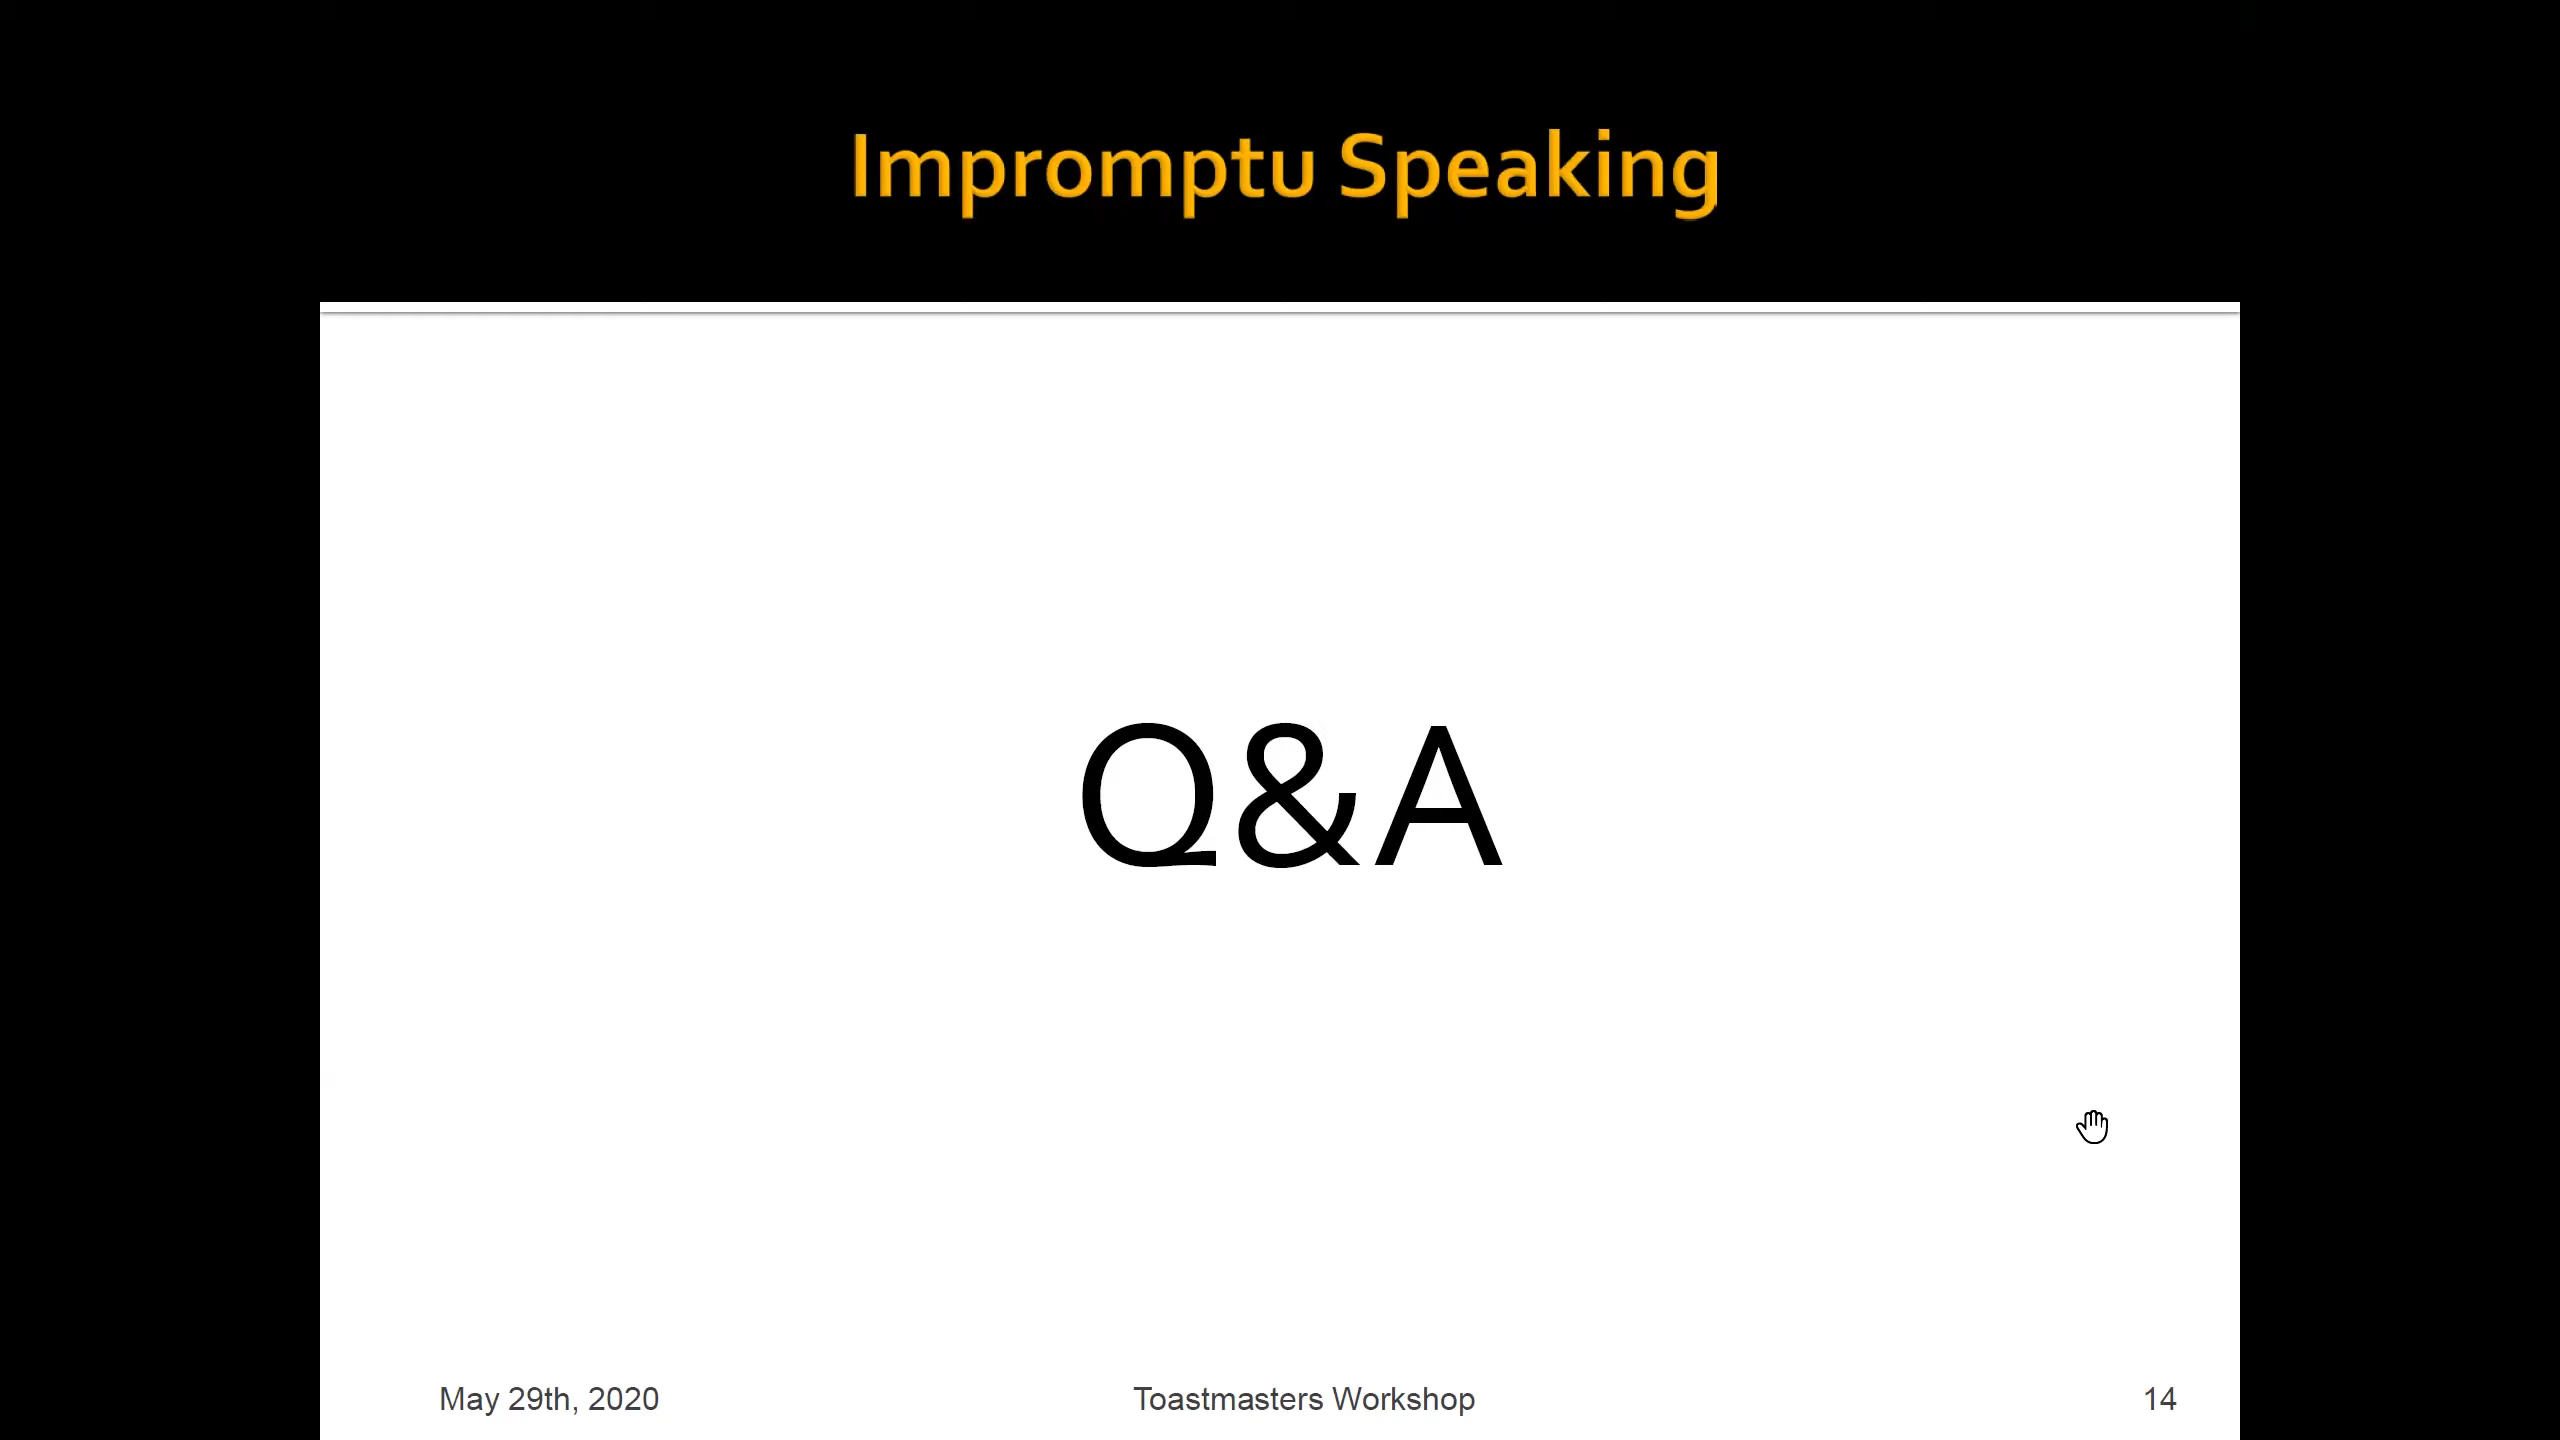 Impromptu Speaking
Q&A
May 29th, 2020
Toastmasters Workshop
14